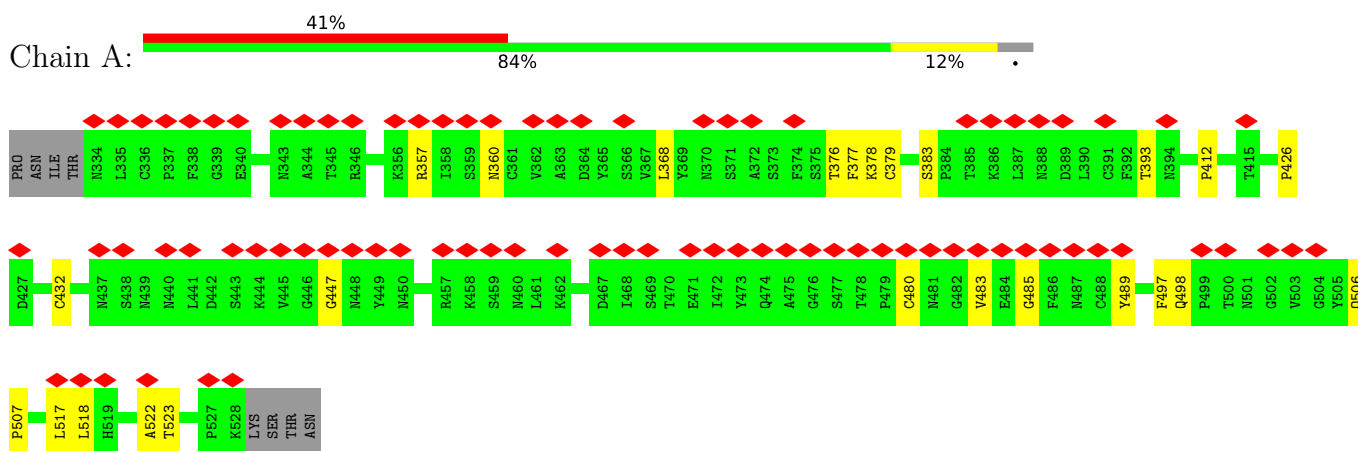 41%
Chain A:
84% 12% •
PRO ASN ILE THR N334 L335 C336 P337 F338 G339 E340 N343 A344 T345 R346 K356 R357 I358 S359 N360 C361 V362 A363 D364 Y365 S366 V367 L368 Y369 N370 S371 A372 S373 F374 S375 T376 F377 K378 C379 S383 P384 T385 K386 L387 N388 D389 L390 C391 F392 T393 N394 P412 T415 P426
D427 C432 N437 S438 N439 N440 L441 D442 S443 K444 V445 G446 G447 N448 Y449 N450 R457 K458 S459 N460 L461 K462 D467 I468 S469 T470 E471 I472 Y473 Q474 A475 G476 S477 T478 P479 C480 N481 G482 V483 E484 G485 F486 N487 C488 Y489 F497 Q498 P499 T500 N501 G502 V503 G504 Y505 Q506
P507 L517 L518 H519 A522 T523 P527 K528 LYS SER THR ASN